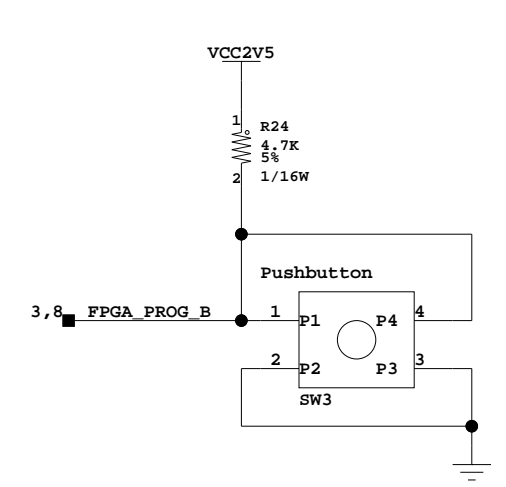 VCC2V5
1
R24
4.7K
5%
2
1/16W
Pushbutton
3,8
FPGA_PROG_B
1
P1
P4
4
2
P2
P3
3
SW3